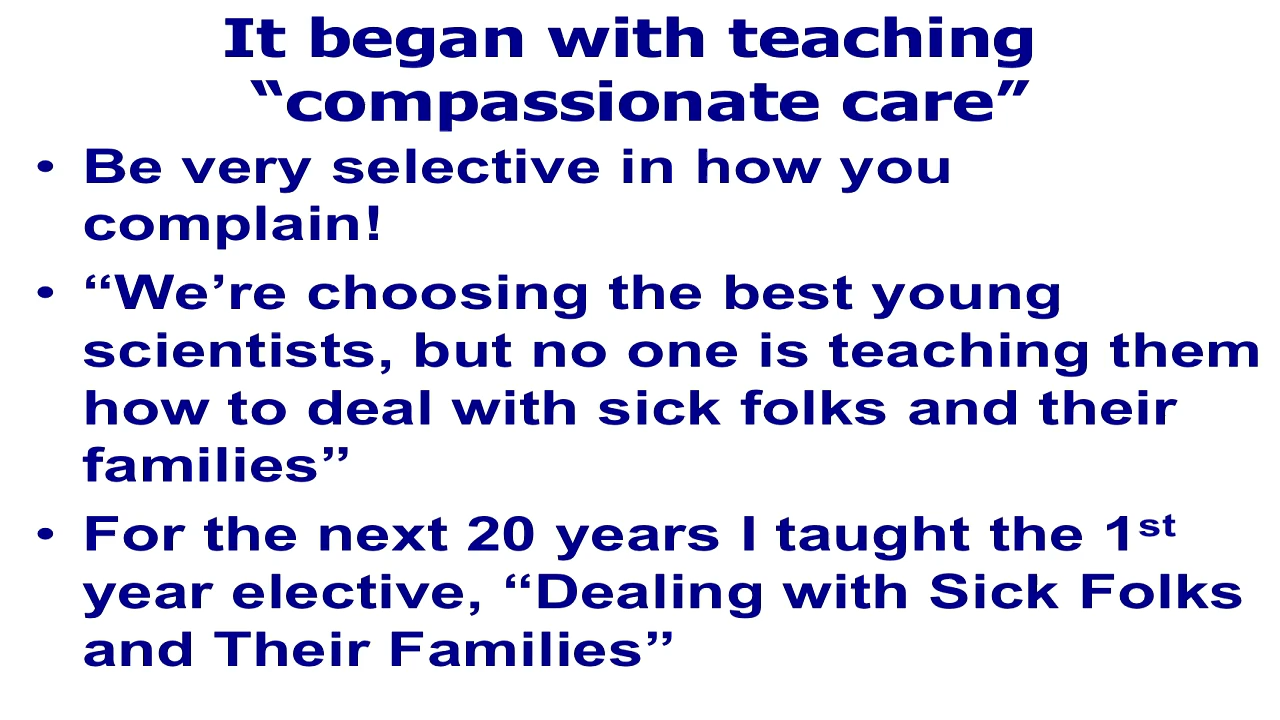 It began with teaching
“compassionate care”
• Be very selective in how you
complain!
• “We’re choosing the best young
scientists, but no one is teaching them
how to deal with sick folks and their
families”
• For the next 20 years I taught the 1st
year elective, “Dealing with Sick Folks
and Their Families”